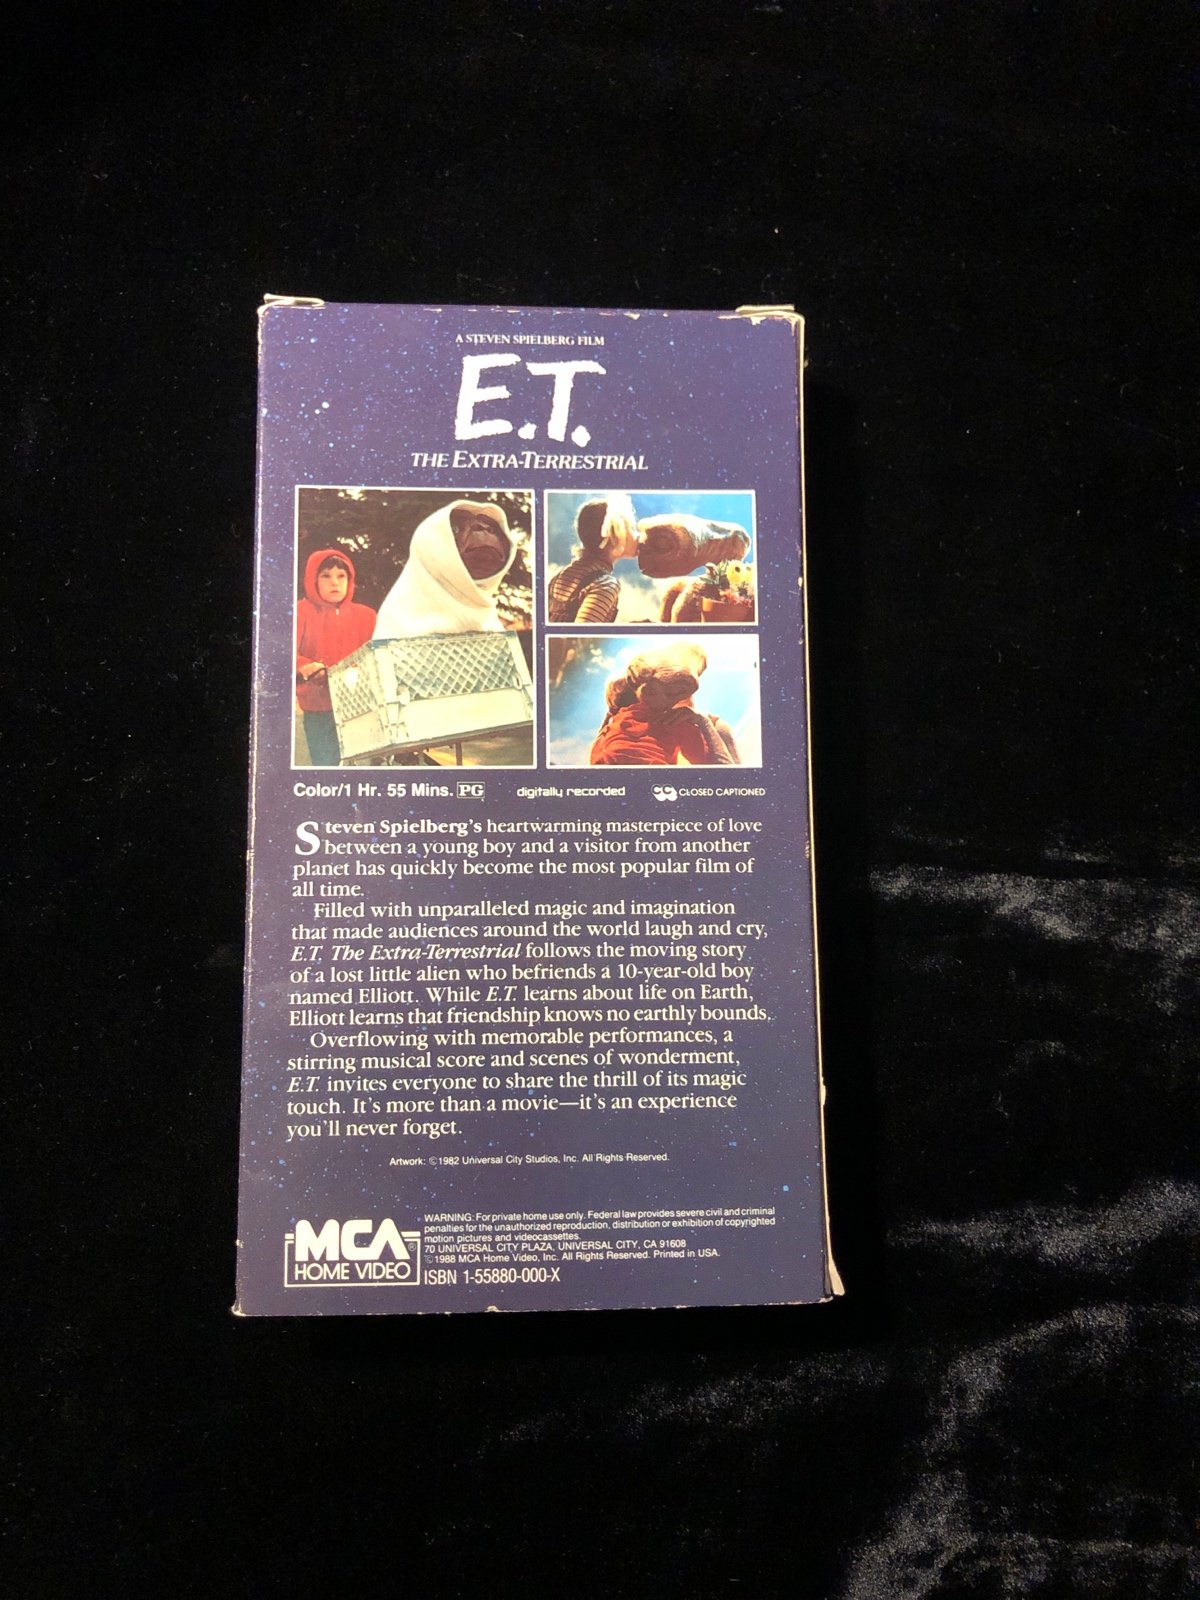 A STEVEN SPIELBERG FILM
E.T.
THE EXTRA-TERRESTRIAL
Color/1 Hr. 55 Mins. PG digitally recorded CC CLOSED CAPTIONED
Steven Spielberg's heartwarming masterpiece of love
between a young boy and a visitor from another
planet has quickly become the most popular film of
all time.
Filled with unparalleled magic and imagination
that made audiences around the world laugh and cry,
E.T. The Extra-Terrestrial follows the moving story
of a lost little alien who befriends a 10-year-old boy
named Elliott. While E.T. learns about life on Earth,
Elliott learns that friendship knows no earthly bounds.
Overflowing with memorable performances, a
stirring musical score and scenes of wonderment,
E.T. invites everyone to share the thrill of its magic
touch. It's more than a movie—it's an experience
you'll never forget.
Artwork: ©1982 Universal City Studios, Inc. All Rights Reserved.
MCA®
HOME VIDEO
WARNING: For private home use only. Federal law provides severe civil and criminal
penalties for the unauthorized reproduction, distribution or exhibition of copyrighted
motion pictures and videocassettes.
70 UNIVERSAL CITY PLAZA, UNIVERSAL CITY, CA 91608
©1988 MCA Home Video, Inc. All Rights Reserved. Printed in USA.
ISBN 1-55880-000-X